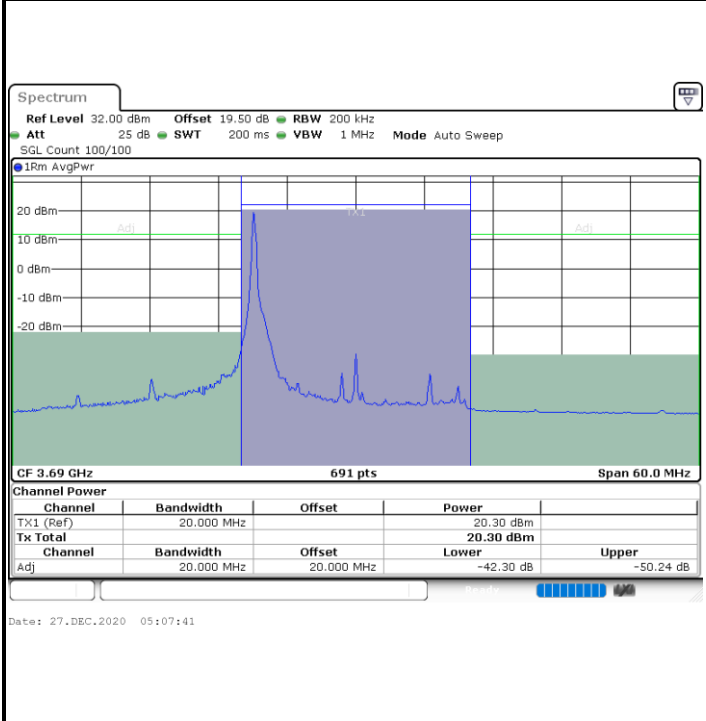 Spectrum
Ref Level 32.00 dBm Offset 19.50 dB RBW 200 kHz
Att 25 dB SWT 200 ms VBW 1 MHz Mode Auto Sweep
SGL Count 100/100
1Rm AvgPwr
TX1
20 dBm
Adj Adj
10 dBm
0 dBm
-10 dBm
-20 dBm
CF 3.69 GHz 691 pts Span 60.0 MHz
Channel Power
Channel Bandwidth Offset Power
TX1 (Ref) 20.000 MHz 20.30 dBm
Tx Total 20.30 dBm
Channel Bandwidth Offset Lower Upper
Adj 20.000 MHz 20.000 MHz -42.30 dB -50.24 dB
Ready
Date: 27.DEC.2020 05:07:41